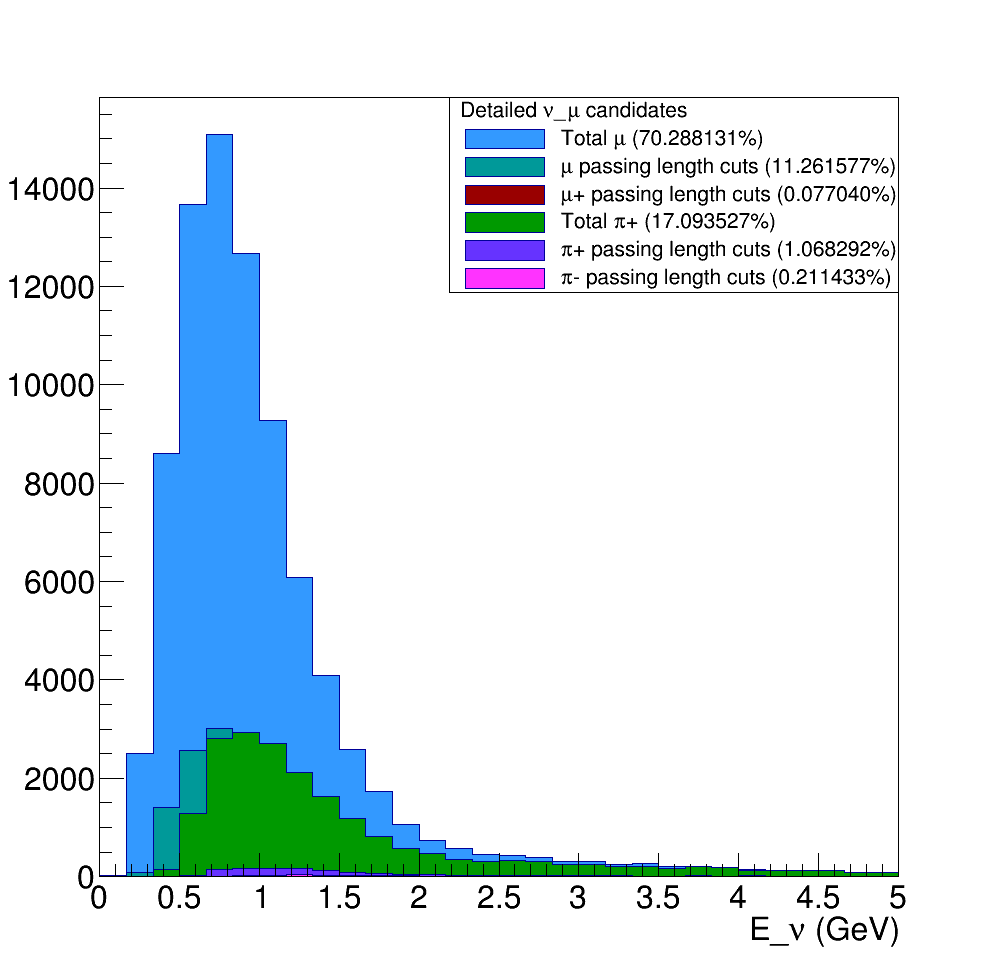 Detailed ν_μ candidates
Total μ (70.288131%)
μ passing length cuts (11.261577%)
μ+ passing length cuts (0.077040%)
Total π+ (17.093527%)
π+ passing length cuts (1.068292%)
π- passing length cuts (0.211433%)
14000
12000
10000
8000
6000
4000
2000
0
0 0.5 1 1.5 2 2.5 3 3.5 4 4.5 5
E_ν (GeV)